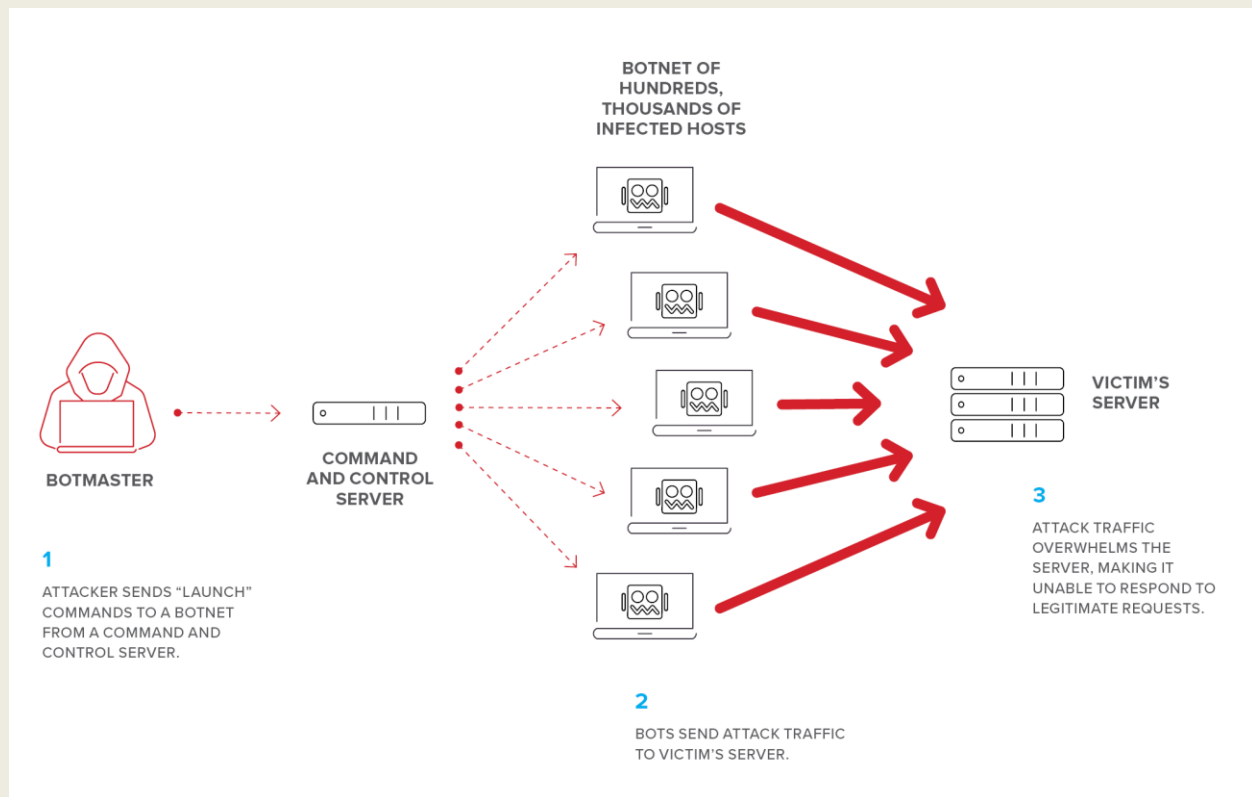 BOTNET OF
HUNDREDS,
THOUSANDS OF
INFECTED HOSTS
BOTMASTER
COMMAND
AND CONTROL
SERVER
VICTIM'S
SERVER
1
ATTACKER SENDS “LAUNCH”
COMMANDS TO A BOTNET
FROM A COMMAND AND
CONTROL SERVER.
2
BOTS SEND ATTACK TRAFFIC
TO VICTIM'S SERVER.
3
ATTACK TRAFFIC
OVERWHELMS THE
SERVER, MAKING IT
UNABLE TO RESPOND TO
LEGITIMATE REQUESTS.